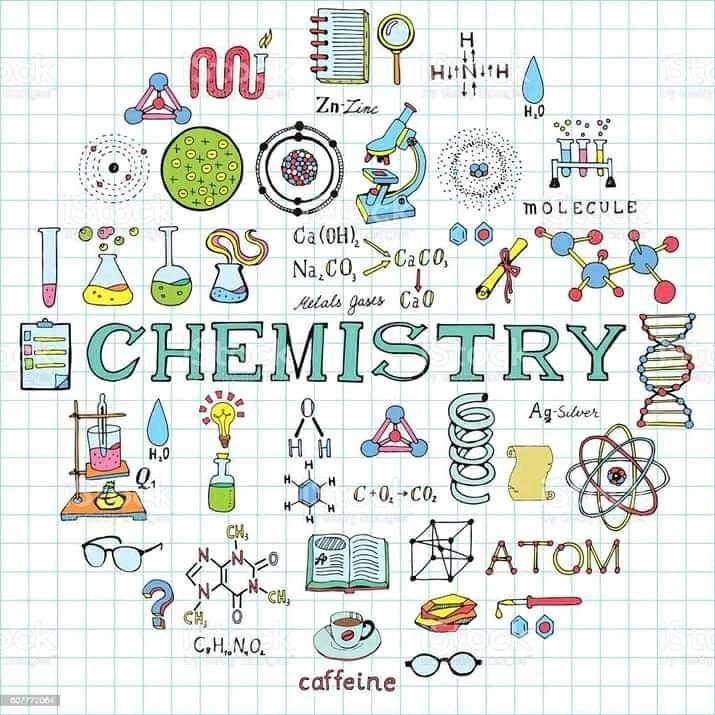 H
H N H
H
H₂O
Zn-Zinc
MOLECULE
Ca(OH)₂
Na₂CO₃
CaCO₃
Metals gases CaO
CHEMISTRY
Ag-Silver
H₂O
Q₁
O
H H
H
H H
H H
H
C+O₂→CO₂
A
ATOM
CH₃
N N O
N N CH₃
CH₃ O
?
C₈H₁₀N₄O₂
caffeine
iStock
607772064